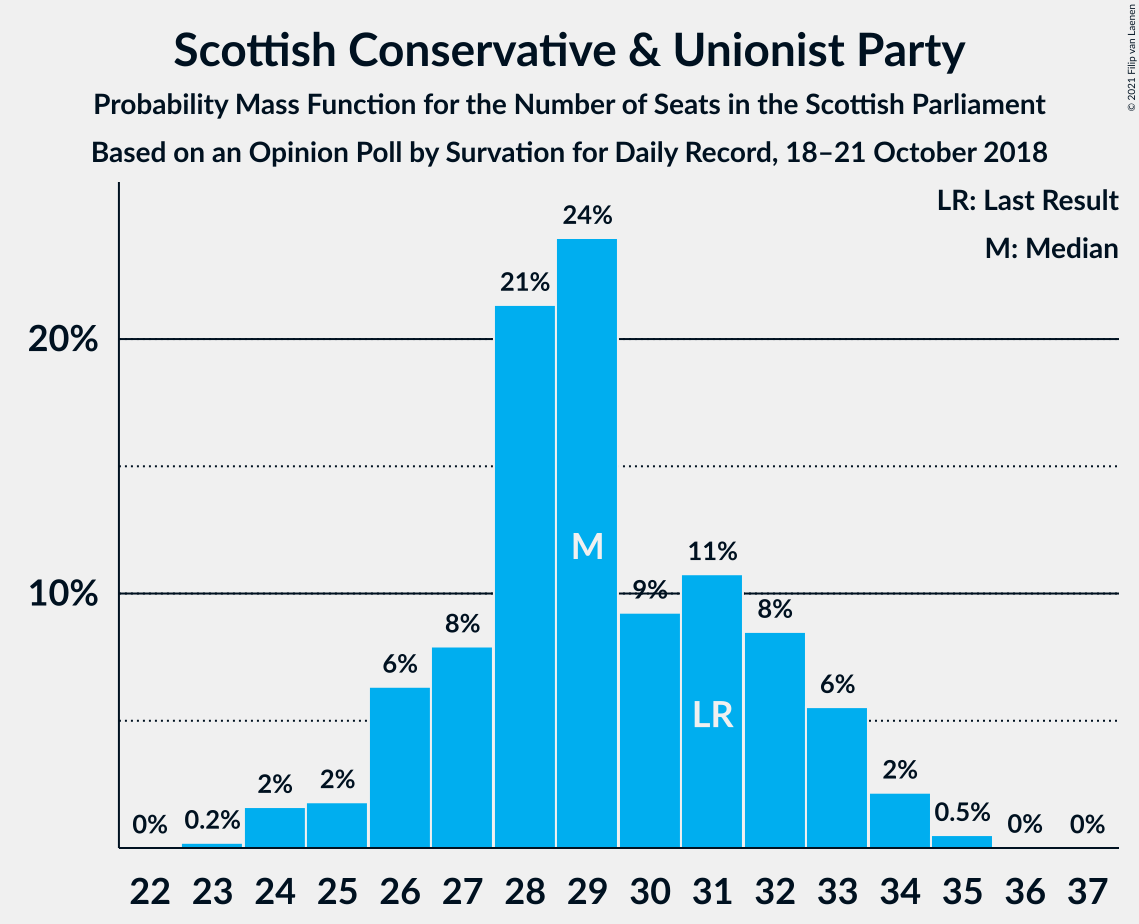 Scottish Conservative & Unionist Party
Probability Mass Function for the Number of Seats in the Scottish Parliament
Based on an Opinion Poll by Survation for Daily Record, 18–21 October 2018
© 2021 Filip van Laenen
LR: Last Result
M: Median
24%
21%
20%
M
11%
10%
9%
8%
8%
6%
6%
LR
2%
2%
2%
0.5%
0.2%
0%
0%
0%
22 23 24 25 26 27 28 29 30 31 32 33 34 35 36 37